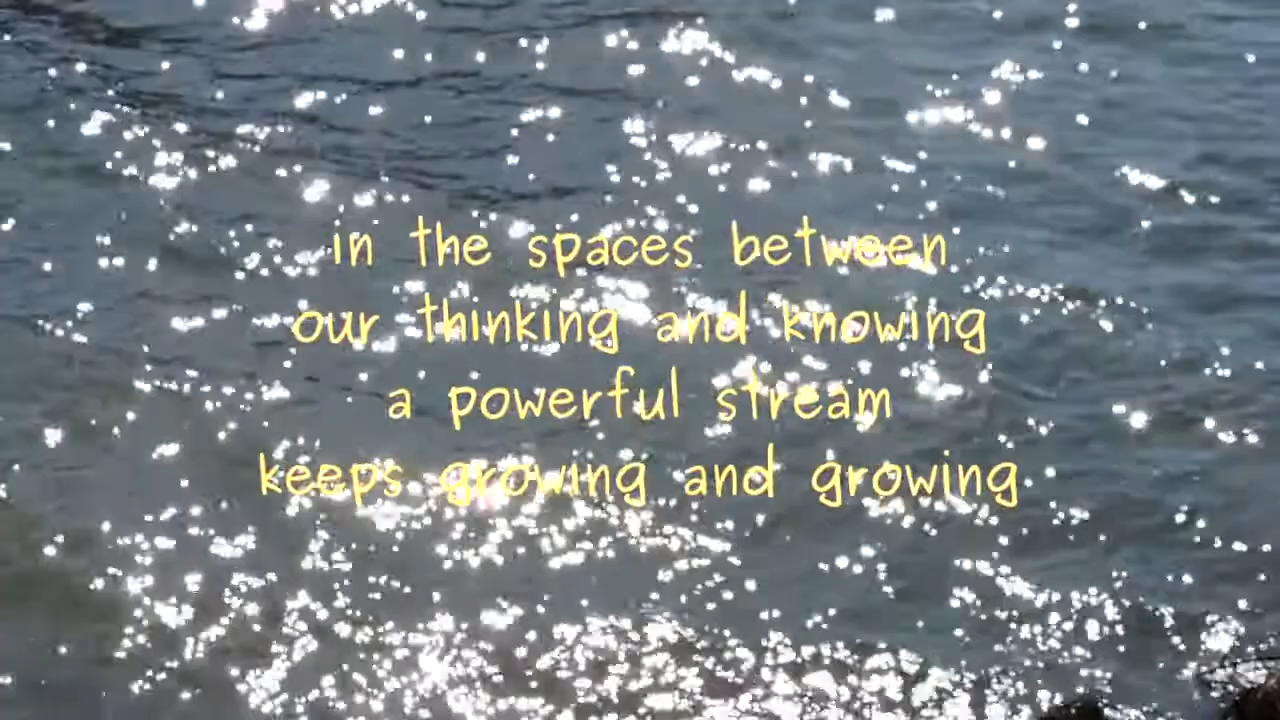 in the spaces between
our thinking and knowing
a powerful stream
keeps growing and growing